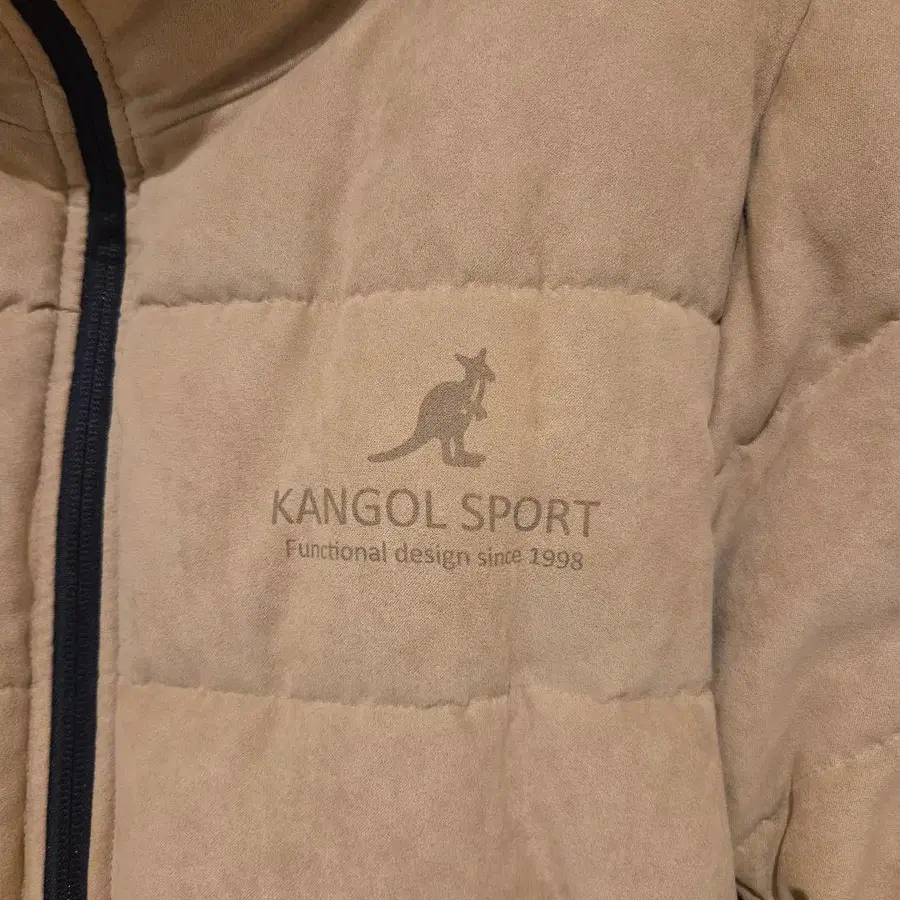 KANGOL SPORT
Functional design since 1998